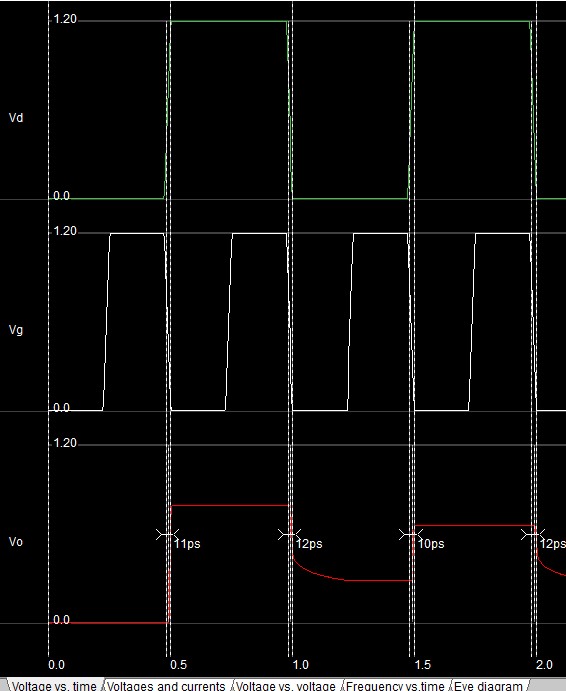 1.20
Vd
0.0
1.20
Vg
0.0
1.20
Vo
11ps 12ps 10ps 12ps
0.0
0.0 0.5 1.0 1.5 2.0
Voltage vs. time Voltages and currents Voltage vs. voltage Frequency vs.time Eye diagram